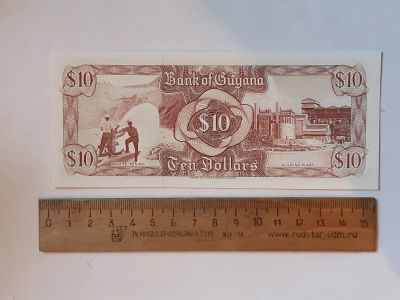 $10 Bank of Guyana $10
$10
BAUXITE MINING ALUMINA PLANT
$10 Ten Dollars $10
0 1 2 3 4 5 6 7 8 9 10 11 12 13 14 15
www.rudstar-udm.ru